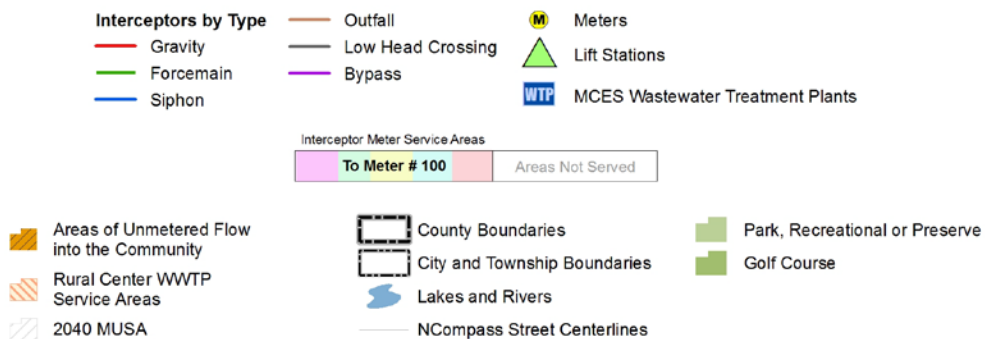 Interceptors by Type
Gravity
Forcemain
Siphon
Outfall
Low Head Crossing
Bypass
M Meters
Lift Stations
WTP MCES Wastewater Treatment Plants
Interceptor Meter Service Areas
To Meter # 100
Areas Not Served
Areas of Unmetered Flow
into the Community
Rural Center WWTP
Service Areas
2040 MUSA
County Boundaries
City and Township Boundaries
Lakes and Rivers
NCompass Street Centerlines
Park, Recreational or Preserve
Golf Course